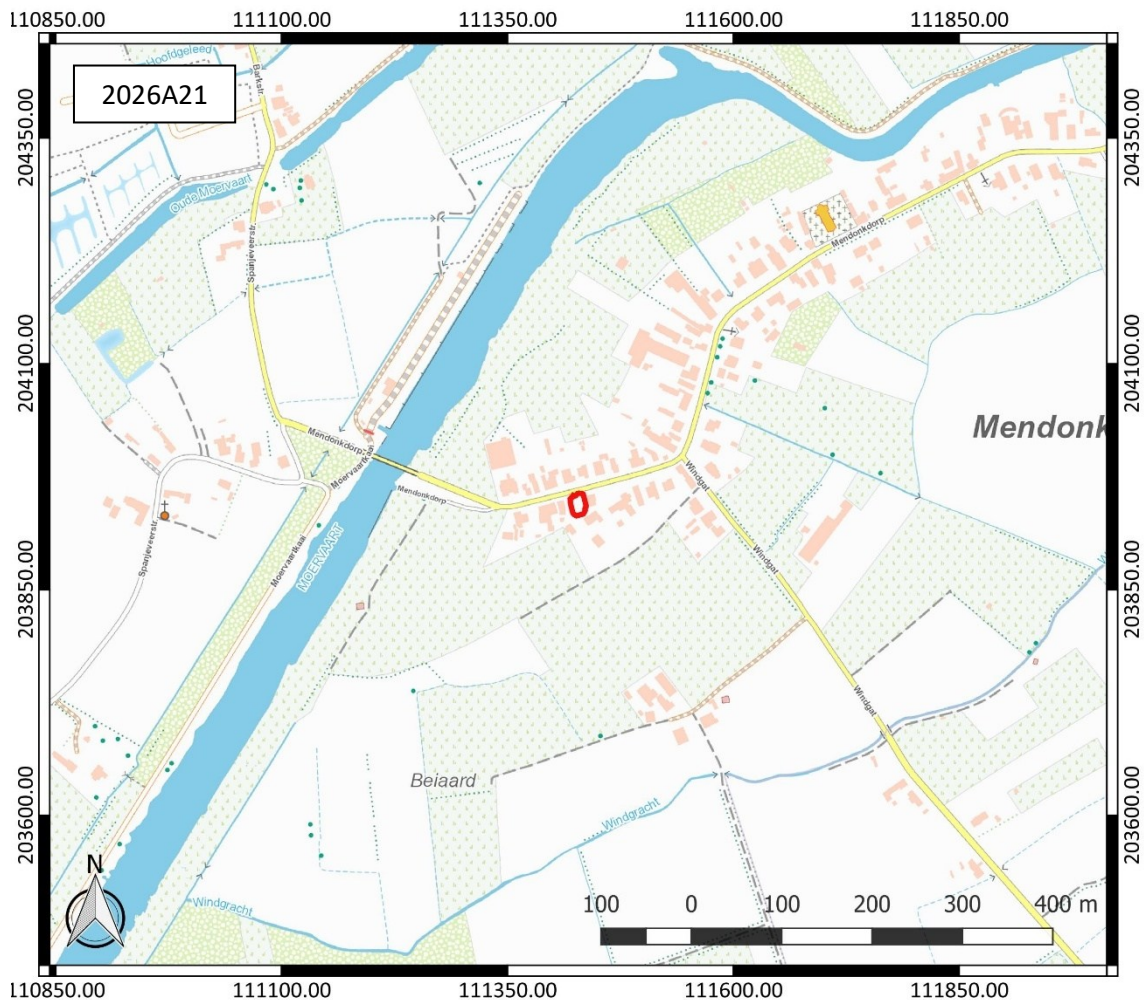 110850.00 111100.00 111350.00 111600.00 111850.00
2026A21
Hoofdgeleed
Barkstr.
204350.00
204350.00
Oude Moervaart
Spanjeveerstr.
Mendonkdorp
204100.00
204100.00
Mendonk
Mendonkdorp
Moervaartkaai
Mendonkdorp
Windgat
Spanjeveerstr.
Moervaartkaai
MOERVAART
Windgat
203850.00
203850.00
Windgat
Beiaard
Windgracht
203600.00
203600.00
N
Windgracht
100 0 100 200 300 400 m
110850.00 111100.00 111350.00 111600.00 111850.00